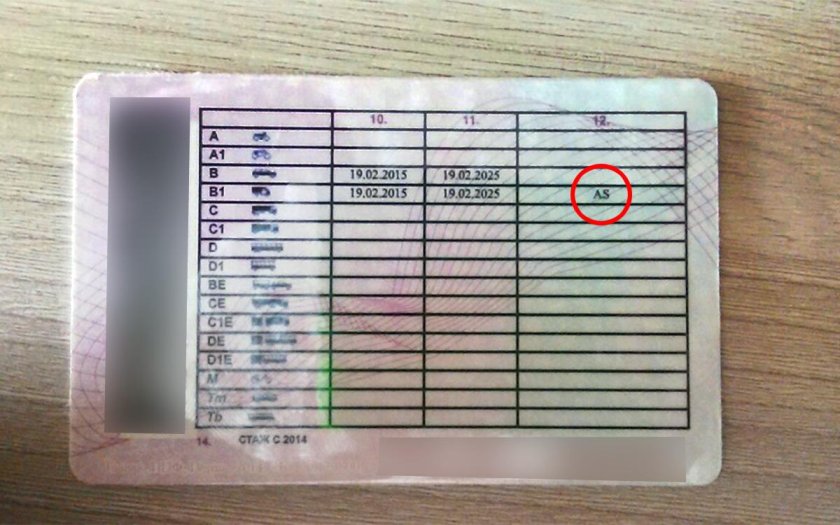 10. 11. 12.
A
A1
B 19.02.2015 19.02.2025
B1 19.02.2015 19.02.2025 AS
C
C1
D
D1
BE
CE
C1E
DE
D1E
M
Tm
Tb
14. СТАЖ С 2014